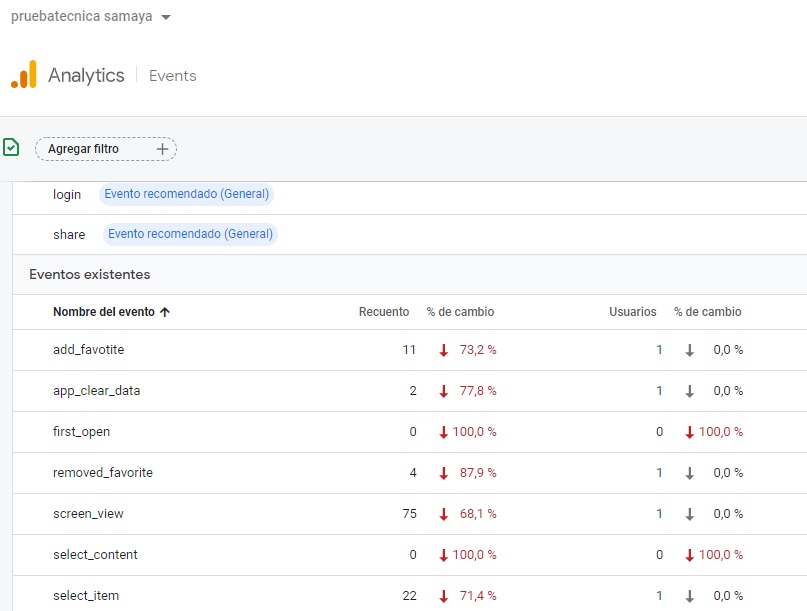 pruebatecnica samaya
Analytics Events
Agregar filtro
login Evento recomendado (General)
share Evento recomendado (General)
Eventos existentes
Nombre del evento ↑ Recuento % de cambio Usuarios % de cambio
add_favotite 11 ↓ 73,2 % 1 ↓ 0,0 %
app_clear_data 2 ↓ 77,8 % 1 ↓ 0,0 %
first_open 0 ↓ 100,0 % 0 ↓ 100,0 %
removed_favorite 4 ↓ 87,9 % 1 ↓ 0,0 %
screen_view 75 ↓ 68,1 % 1 ↓ 0,0 %
select_content 0 ↓ 100,0 % 0 ↓ 100,0 %
select_item 22 ↓ 71,4 % 1 ↓ 0,0 %